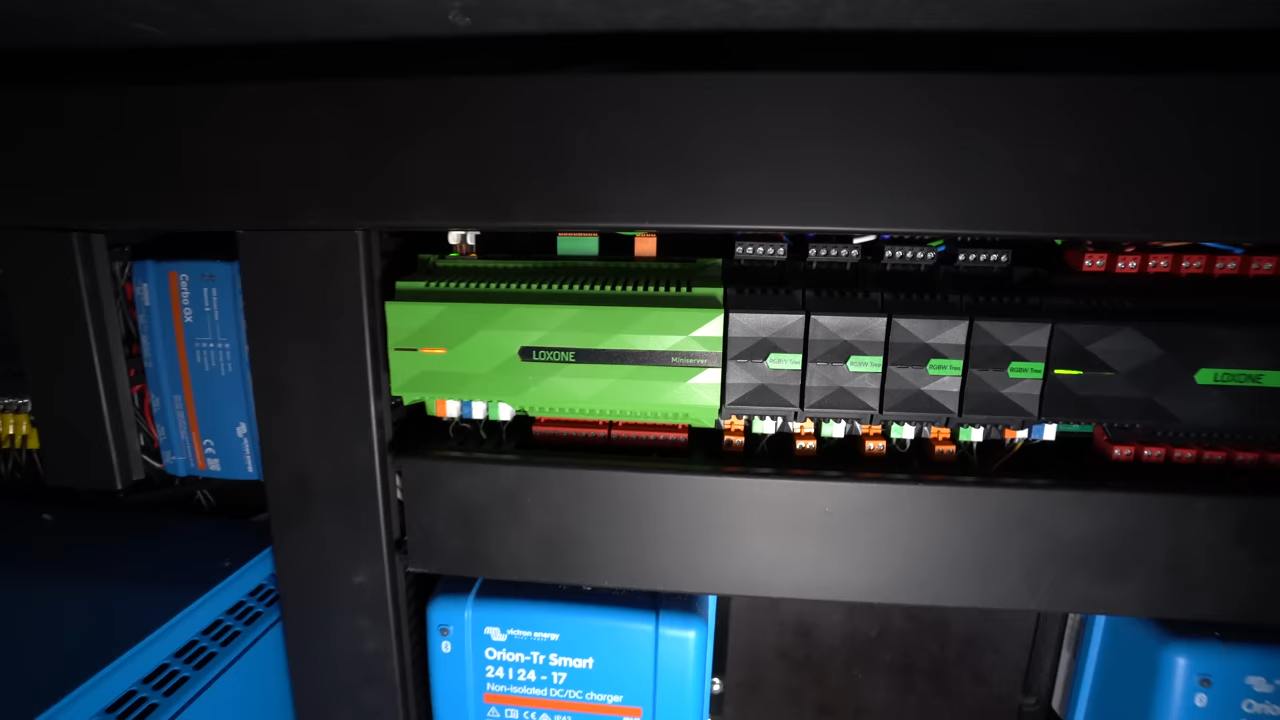 Cerbo GX
LOXONE
Miniserver
RGBW Tree
RGBW Tree
RGBW Tree
RGBW Tree
LOXONE
victron energy
Orion-Tr Smart
24 | 24 - 17
Non-isolated DC/DC charger
IP43